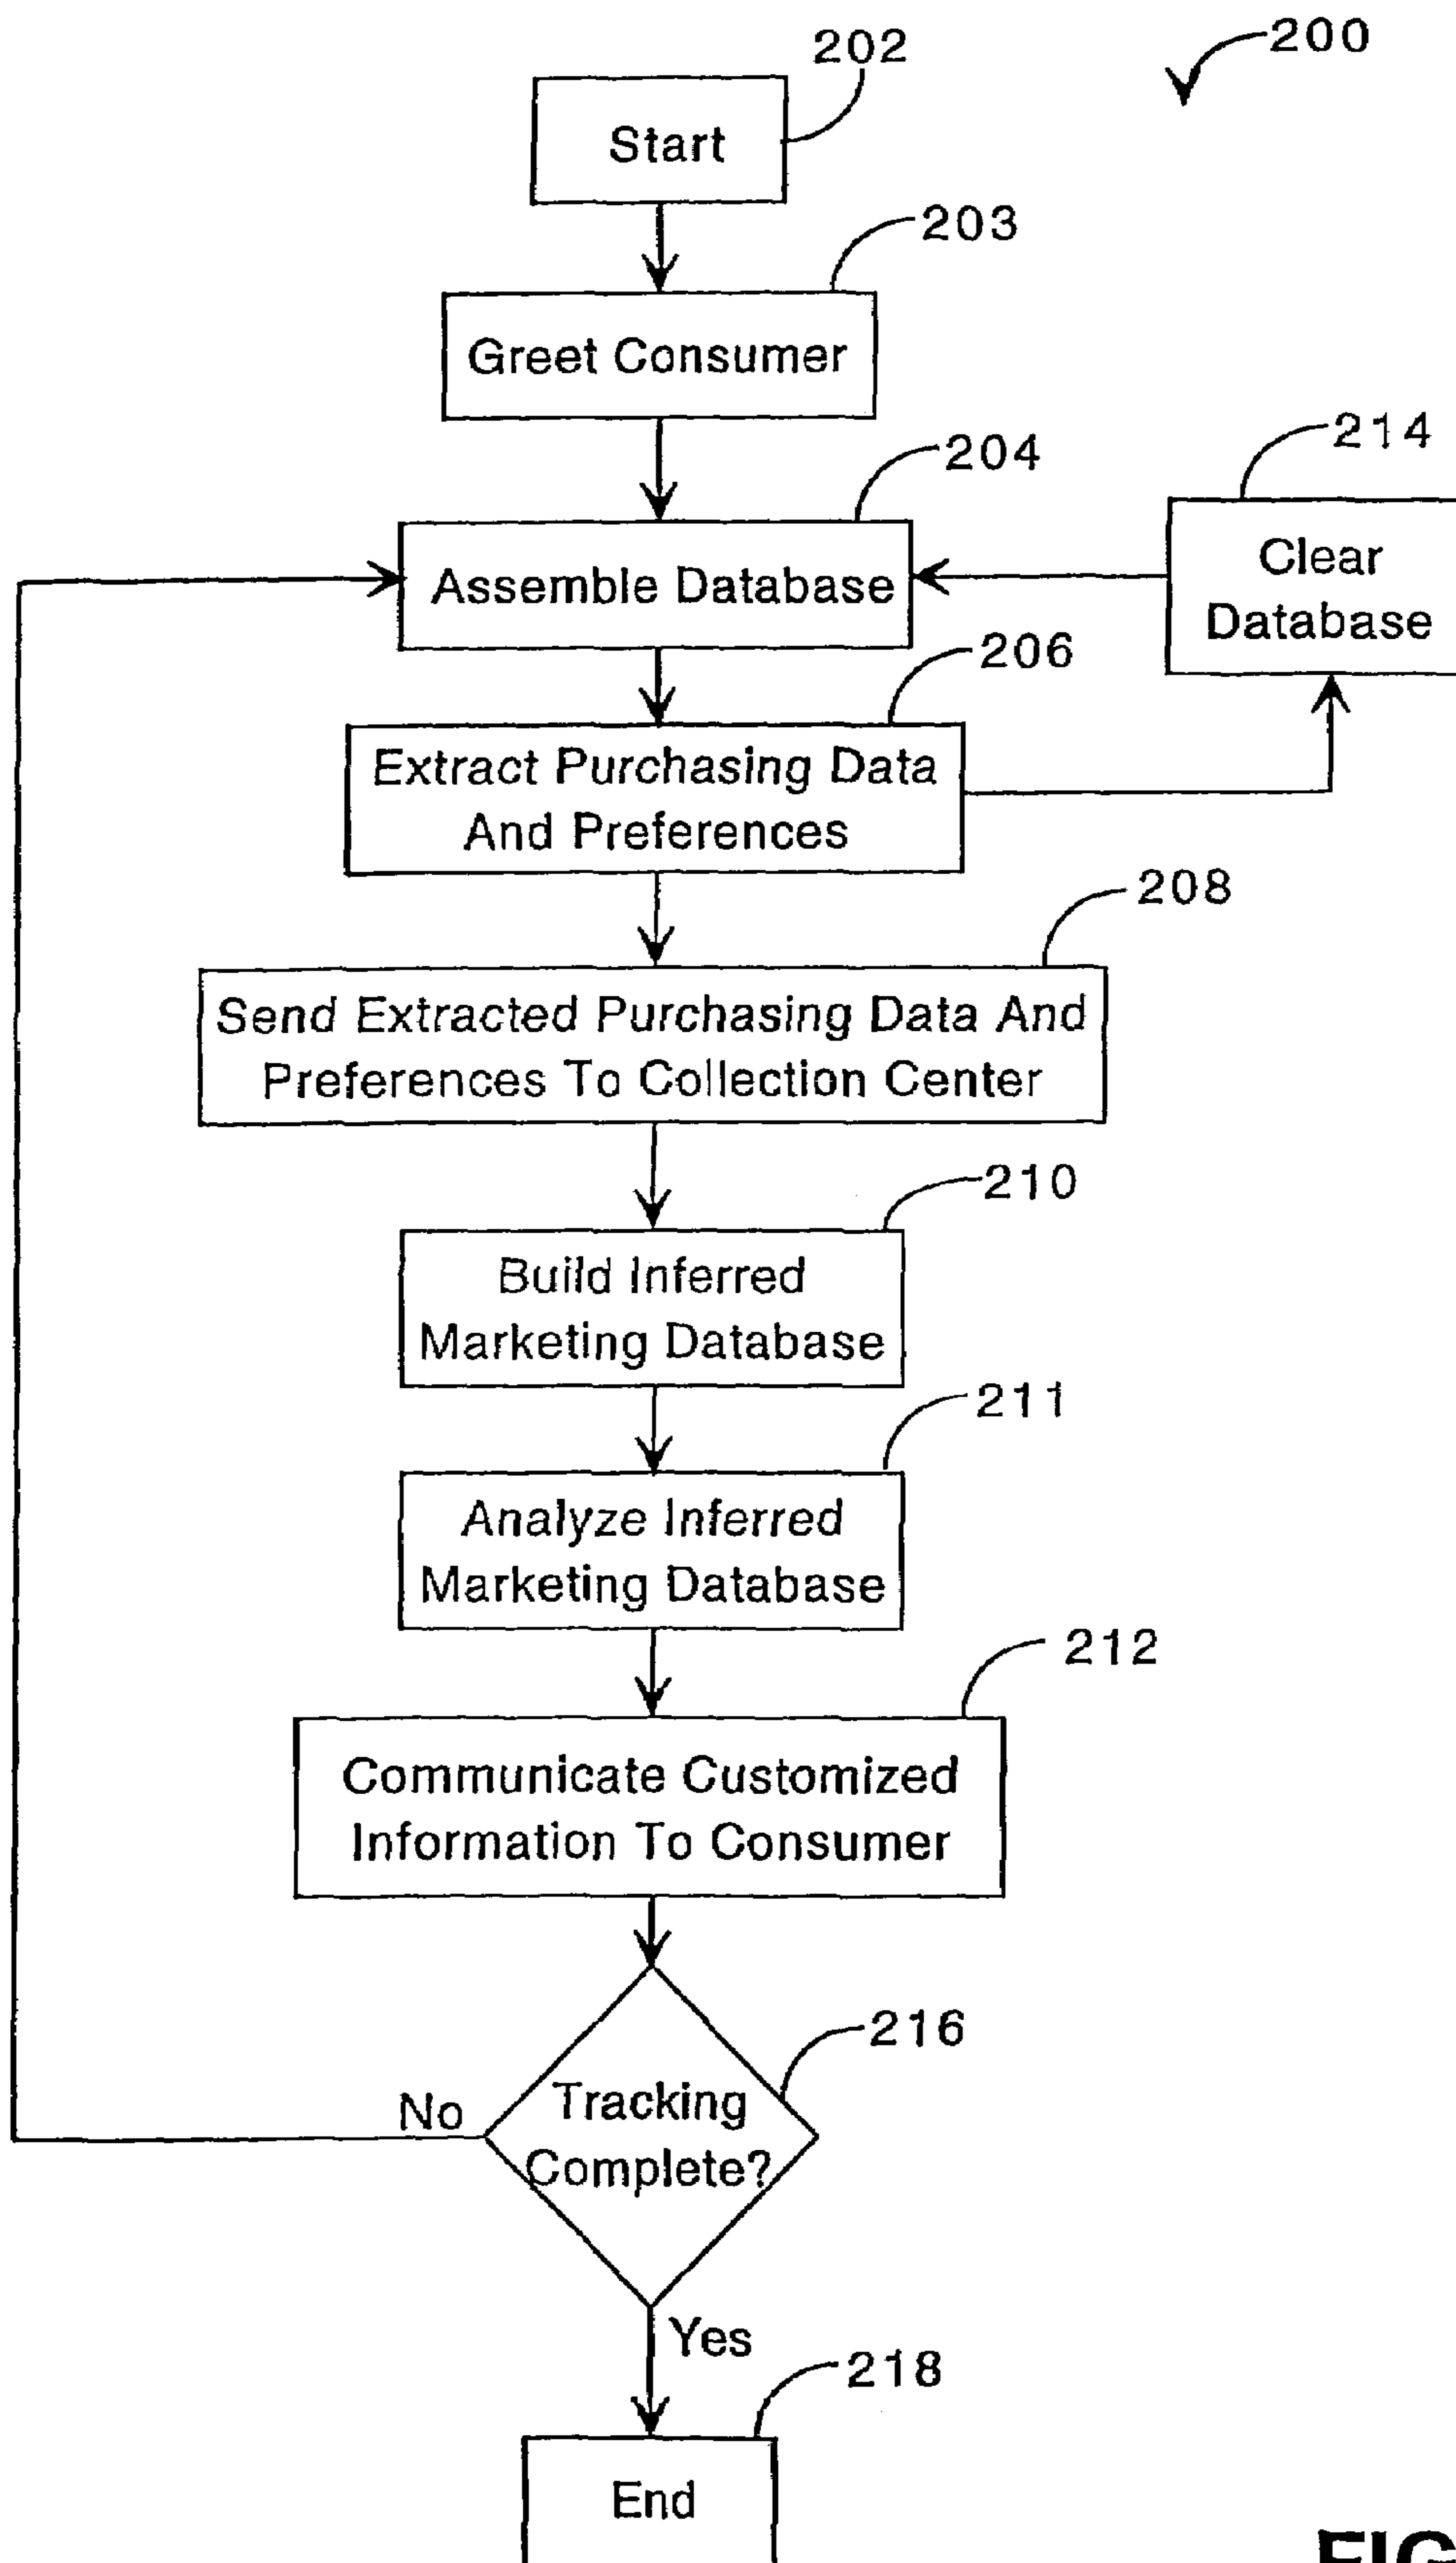 202
200
Start
203
Greet Consumer
204
214
Assemble Database
Clear
Database
206
Extract Purchasing Data
And Preferences
208
Send Extracted Purchasing Data And
Preferences To Collection Center
210
Build Inferred
Marketing Database
211
Analyze Inferred
Marketing Database
212
Communicate Customized
Information To Consumer
216
No
Tracking
Complete?
Yes
218
End
FIG